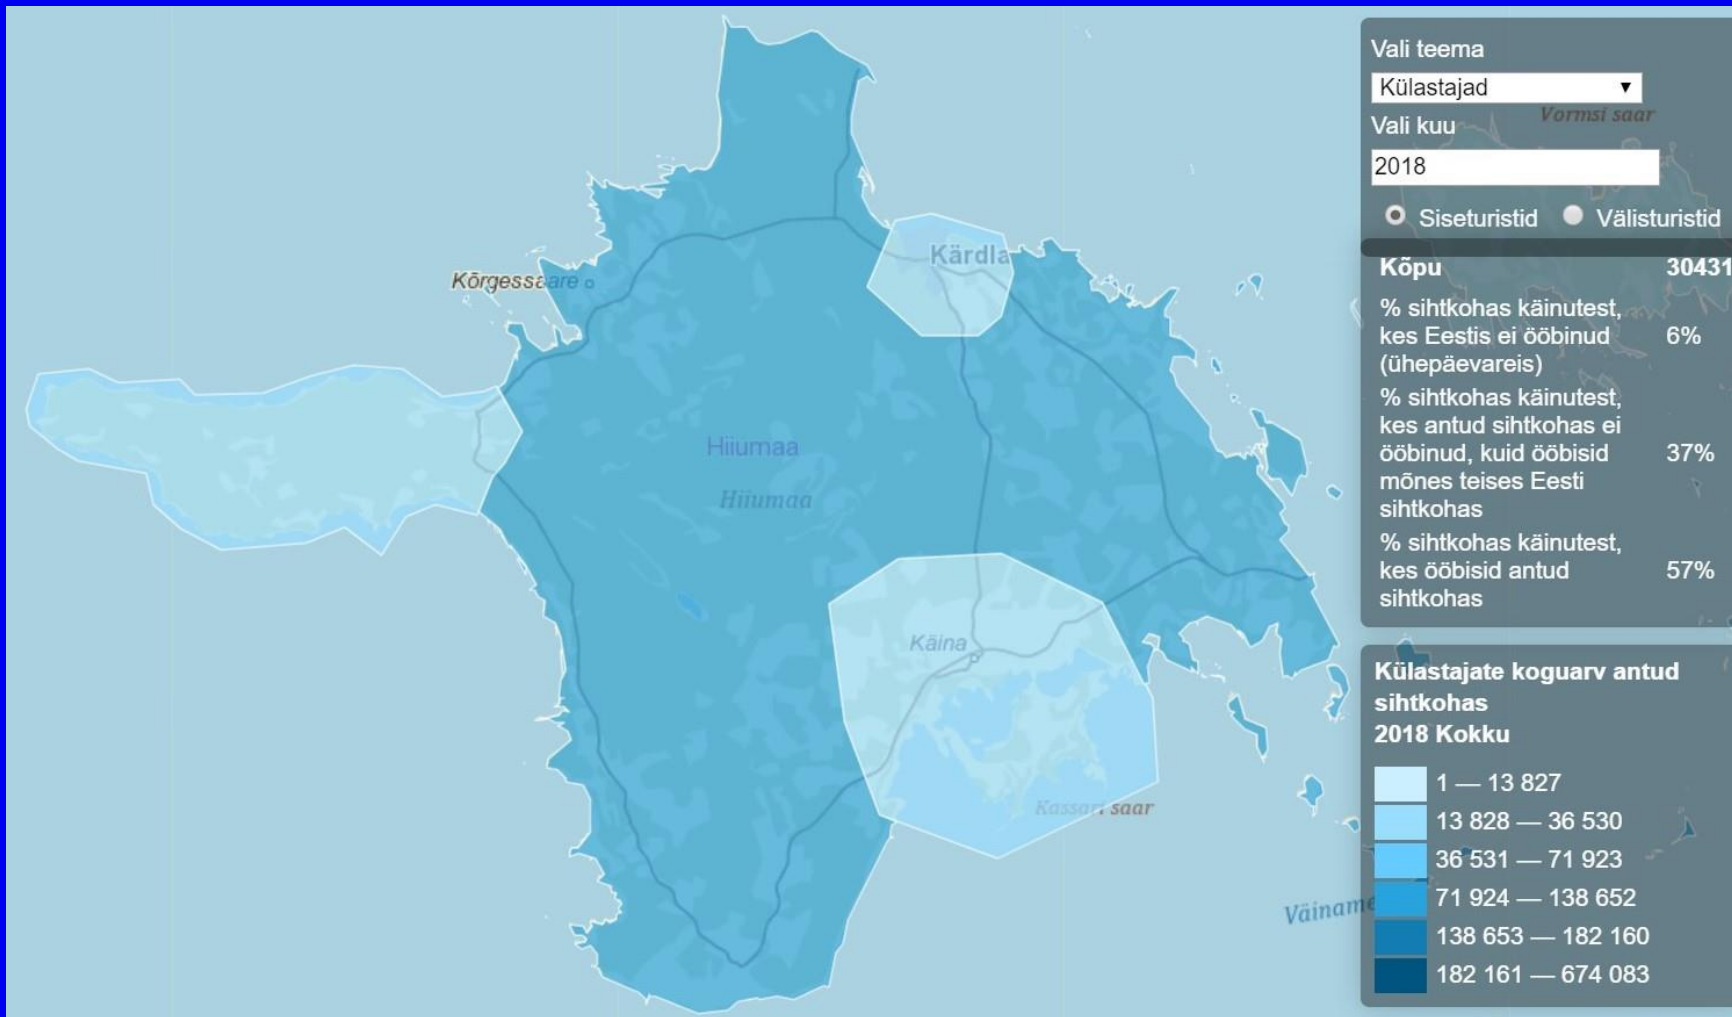 Vali teema
Külastajad
Vormsi saar
Vali kuu
2018
Siseturistid Välisturistid
Kärdla
Kõpu 30431
Kõrgessaare
% sihtkohas käinutest,
kes Eestis ei ööbinud 6%
(ühepäevareis)
% sihtkohas käinutest,
kes antud sihtkohas ei
ööbinud, kuid ööbisid 37%
mõnes teises Eesti
sihtkohas
Hiiumaa
Hiiumaa
% sihtkohas käinutest,
kes ööbisid antud 57%
sihtkohas
Käina
Külastajate koguarv antud
sihtkohas
2018 Kokku
1 — 13 827
Kassari saar
13 828 — 36 530
36 531 — 71 923
71 924 — 138 652
138 653 — 182 160
182 161 — 674 083